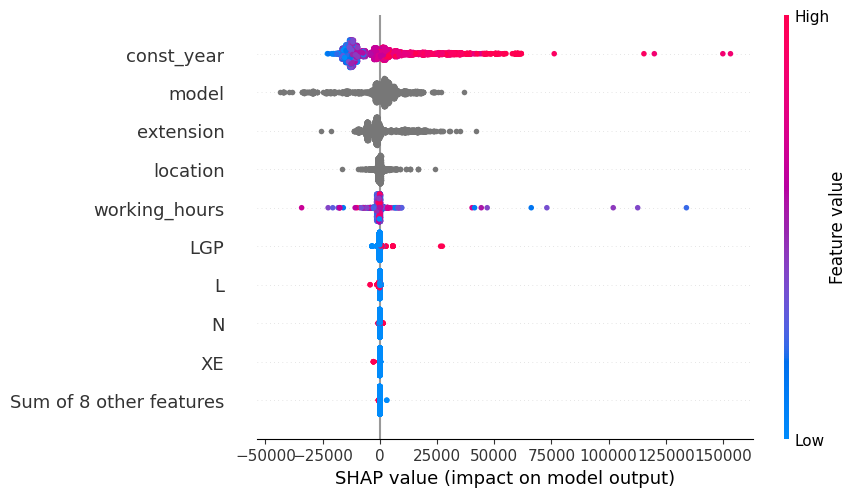 High
const_year
model
extension
location
working_hours
LGP
L
N
XE
Sum of 8 other features
Feature value
Low
−50000 −25000 0 25000 50000 75000 100000 125000 150000
SHAP value (impact on model output)